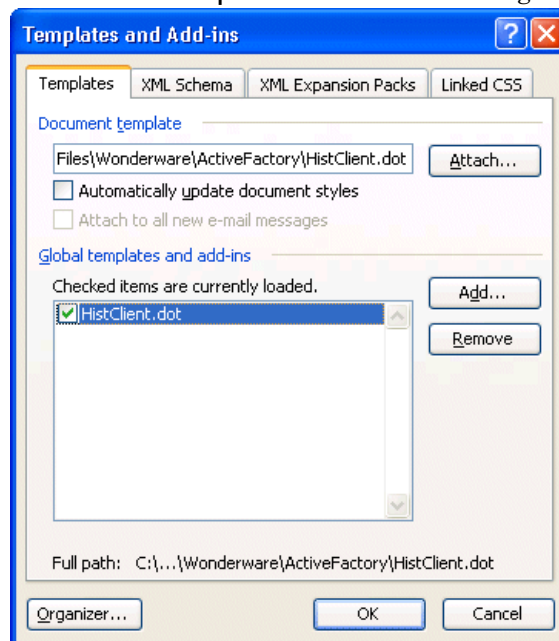 Templates and Add-ins
Templates XML Schema XML Expansion Packs Linked CSS
Document template
Files\Wonderware\ActiveFactory\HistClient.dot Attach...
Automatically update document styles
Attach to all new e-mail messages
Global templates and add-ins
Checked items are currently loaded. Add...
HistClient.dot
Remove
Full path: C:\...\Wonderware\ActiveFactory\HistClient.dot
Organizer... OK Cancel